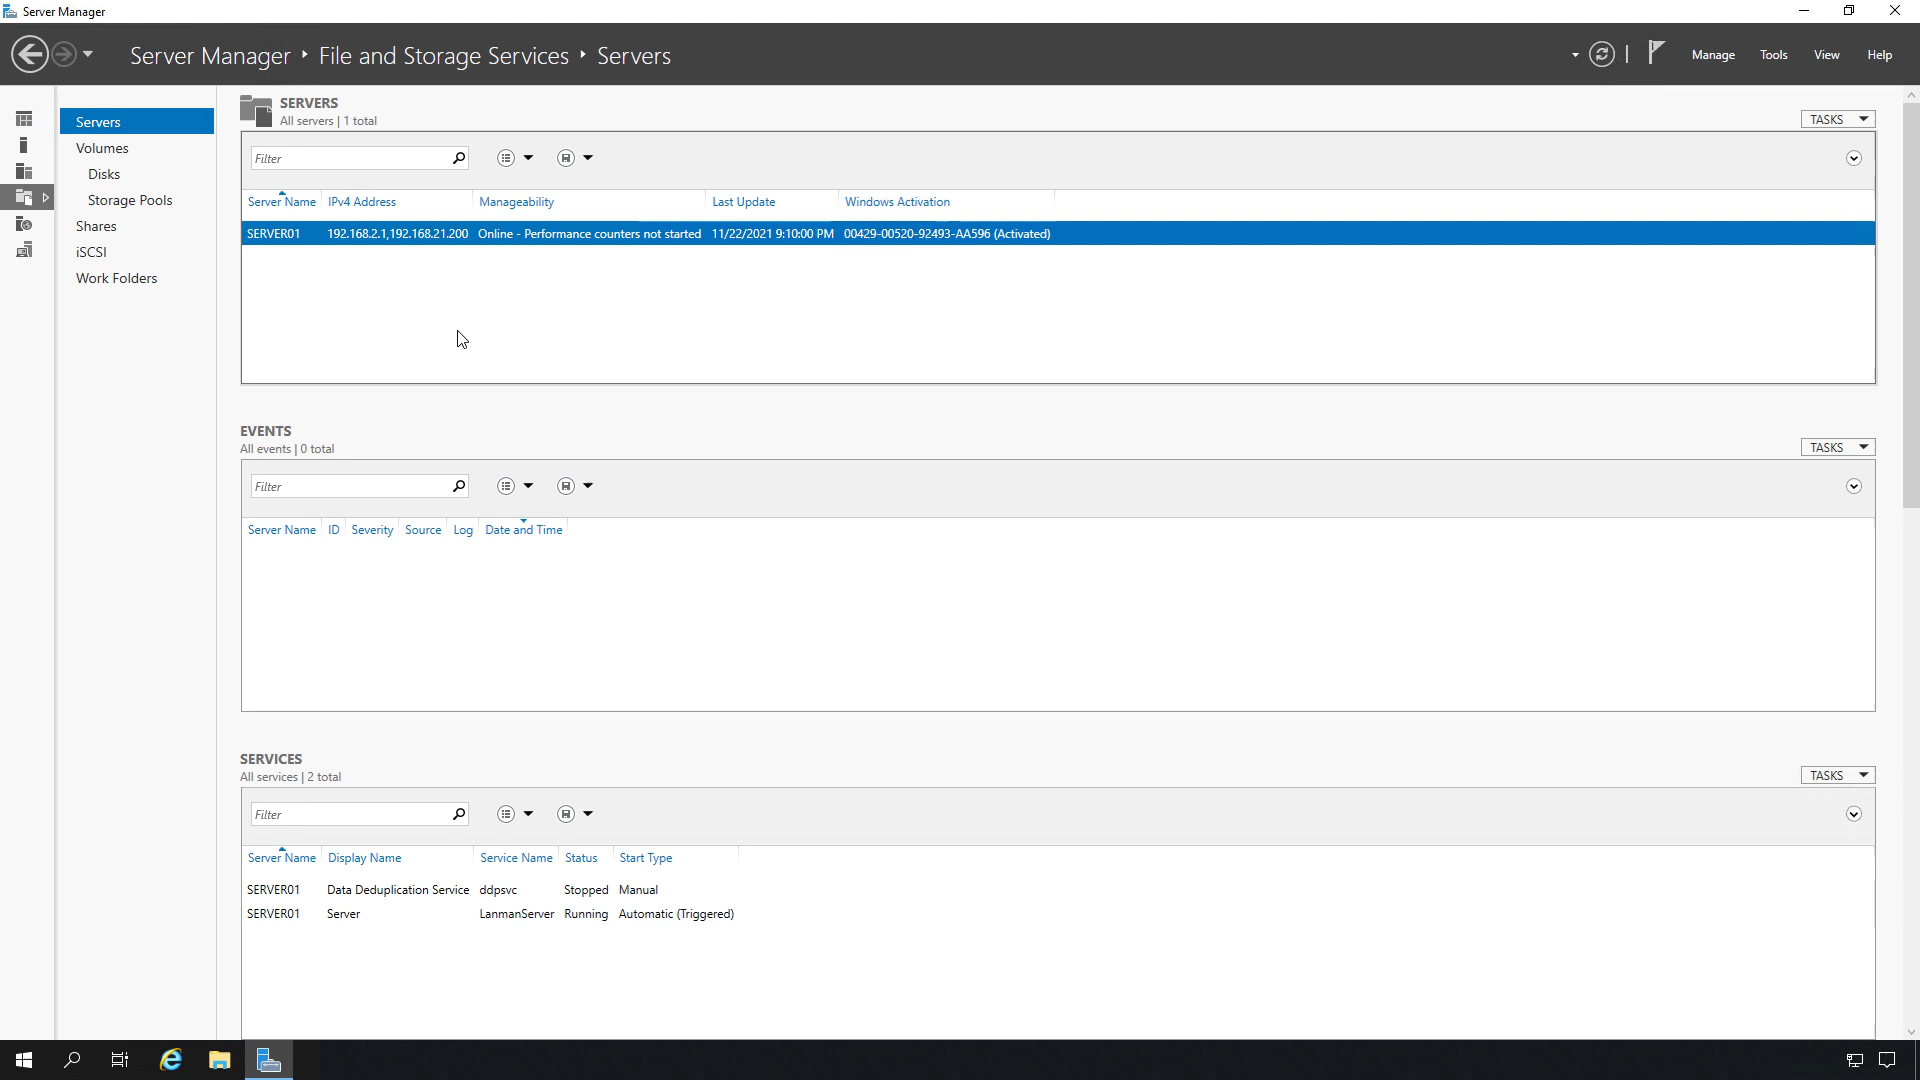 Server Manager
Server Manager ‣ File and Storage Services ‣ Servers
Manage Tools View Help
Servers
Volumes
Disks
Storage Pools
Shares
iSCSI
Work Folders
SERVERS
All servers | 1 total
TASKS
Filter
Server Name IPv4 Address Manageability Last Update Windows Activation
SERVER01 192.168.2.1,192.168.21.200 Online - Performance counters not started 11/22/2021 9:10:00 PM 00429-00520-92493-AA596 (Activated)
EVENTS
All events | 0 total
TASKS
Filter
Server Name ID Severity Source Log Date and Time
SERVICES
All services | 2 total
TASKS
Filter
Server Name Display Name Service Name Status Start Type
SERVER01 Data Deduplication Service ddpsvc Stopped Manual
SERVER01 Server LanmanServer Running Automatic (Triggered)